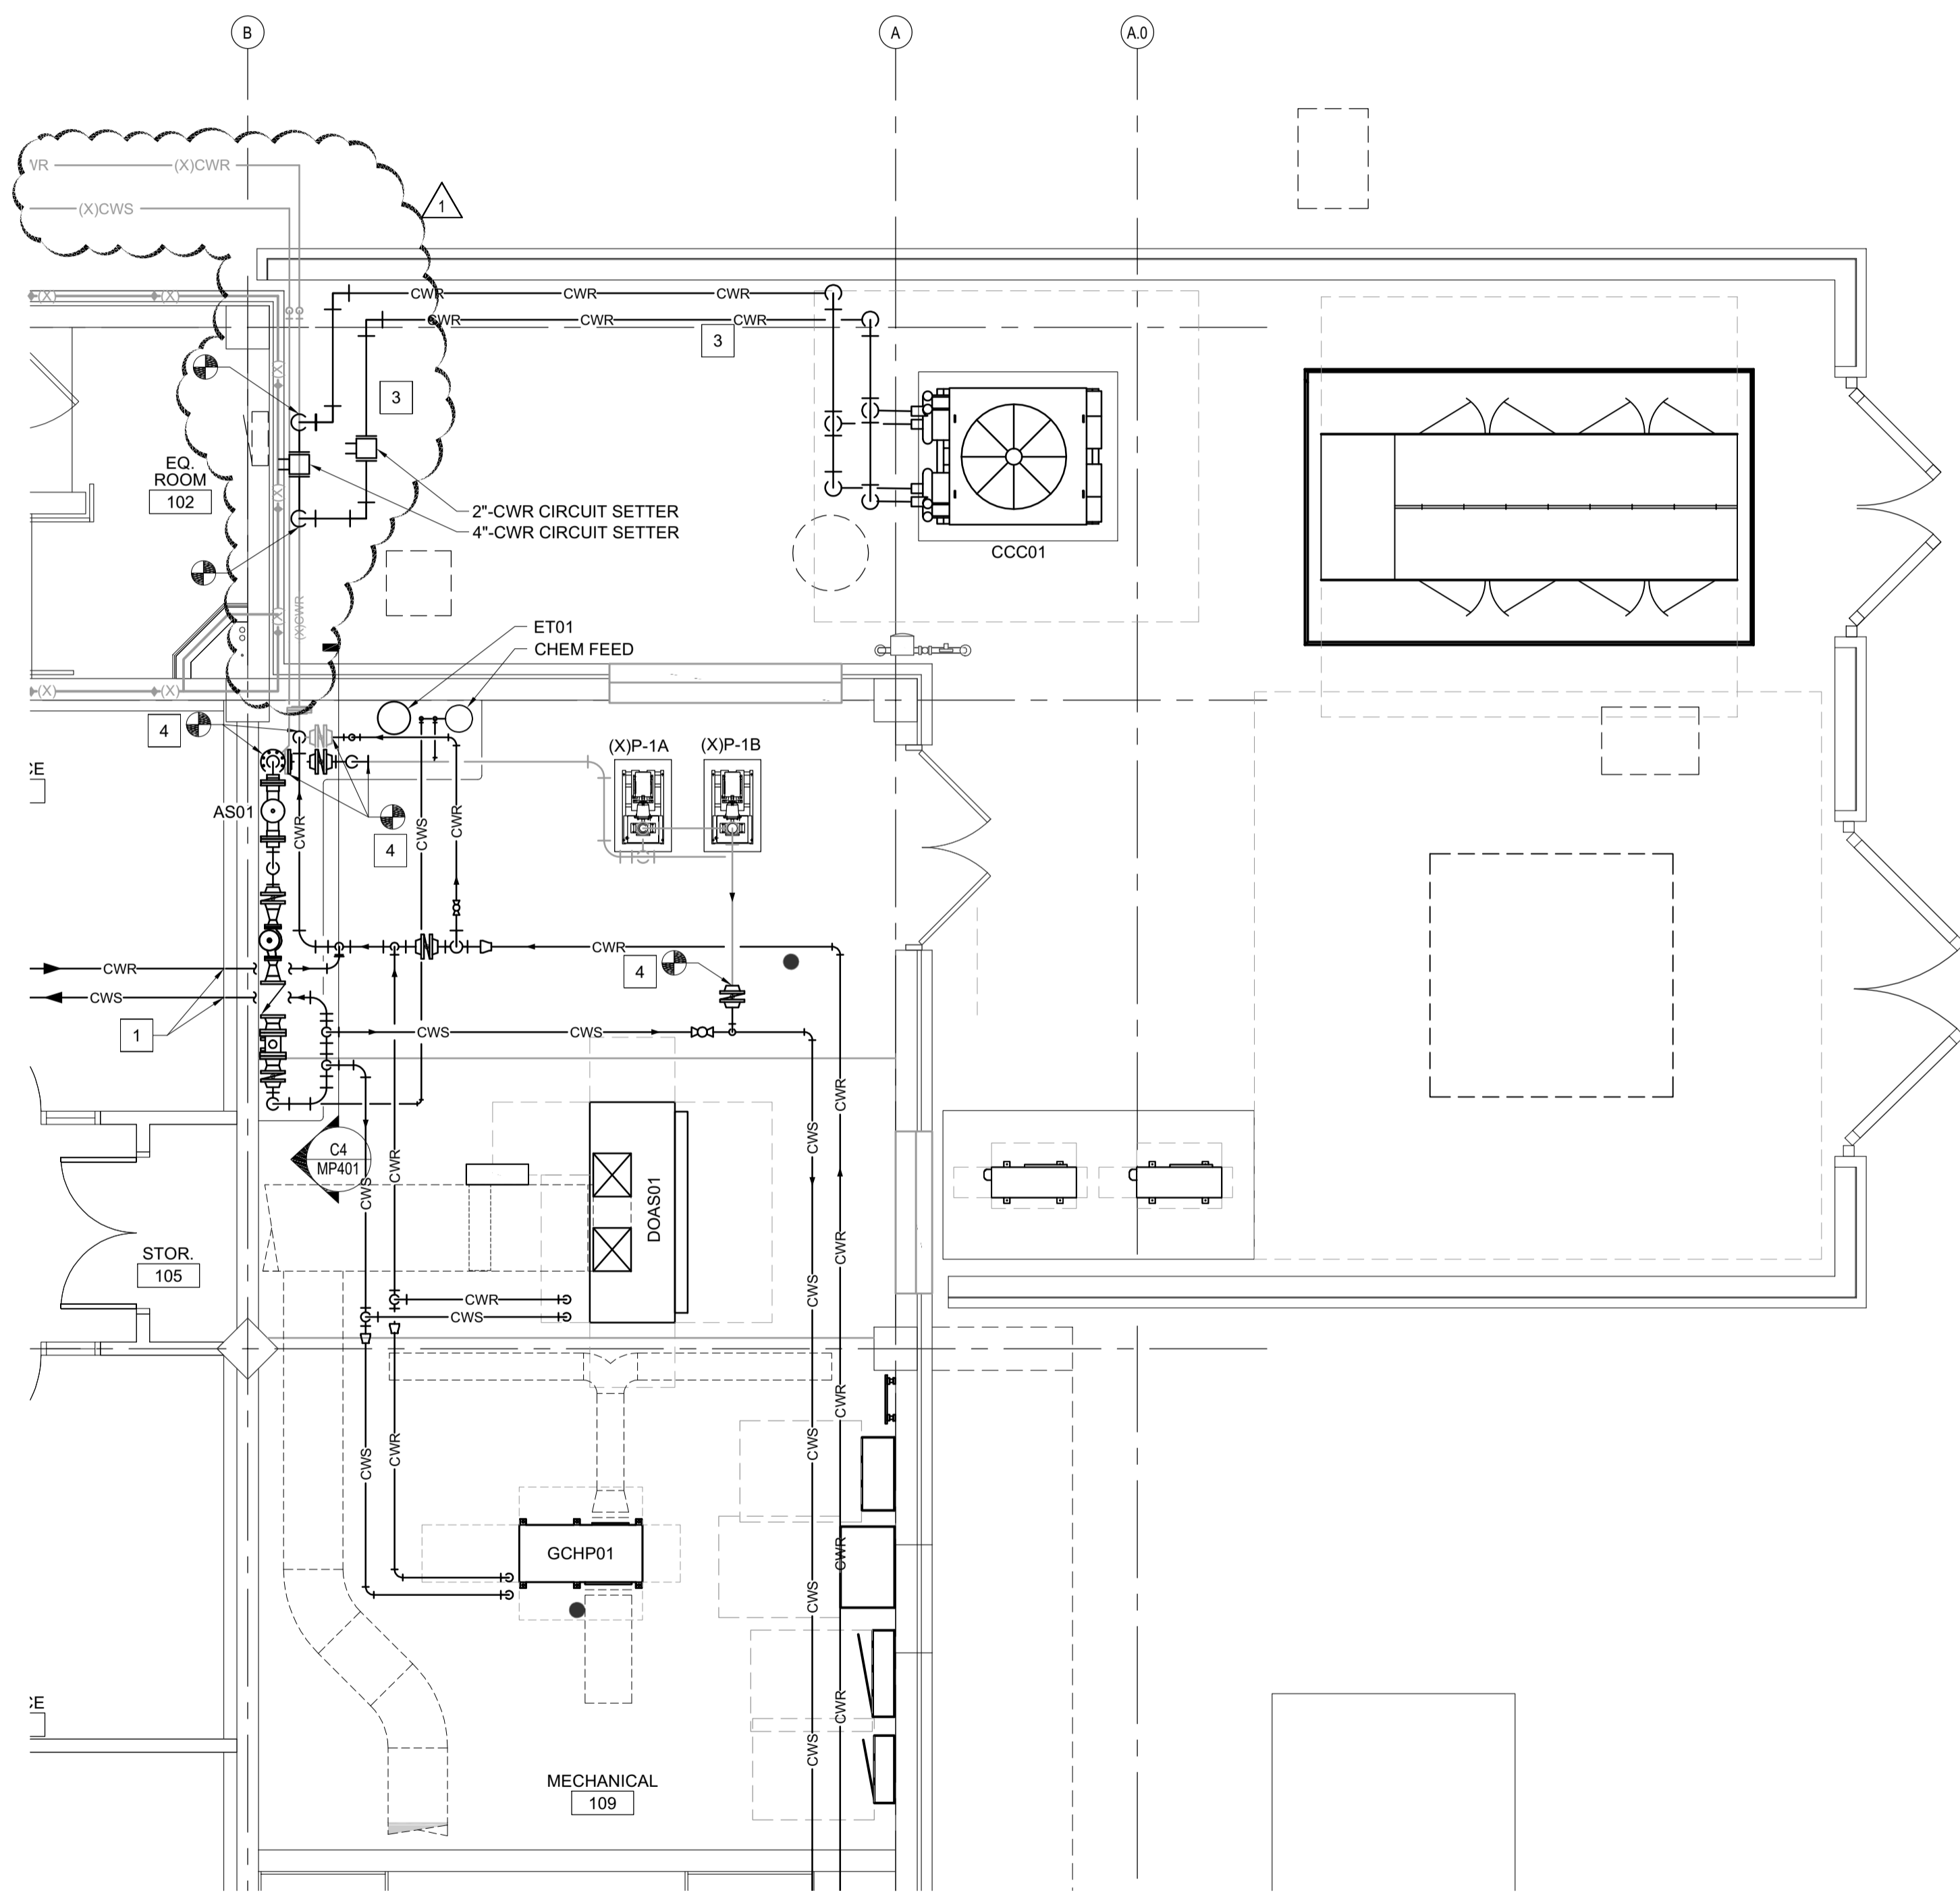 B
A
A.0
(X)CWR
(X)CWS
1
(X)
(X)
CWR
CWR
CWR
CWR
CWR
CWR
3
(X)
3
EQ.
ROOM
102
(X)
2"-CWR CIRCUIT SETTER
4"-CWR CIRCUIT SETTER
CCC01
(X)
(X)CWR
ET01
CHEM FEED
(X)
(X)
4
(X)P-1A
(X)P-1B
CE
AS01
CWR
CWS
CWR
4
CWR
CWR
4
CWS
1
CWS
CWS
CWR
CWS
C4
MP401
CWS
CWR
DOAS01
STOR.
105
CWR
CWS
CWR
CWS
CWR
CWS
CWR
CWS
GCHP01
CWR
CWS
CE
CWR
CWS
MECHANICAL
109